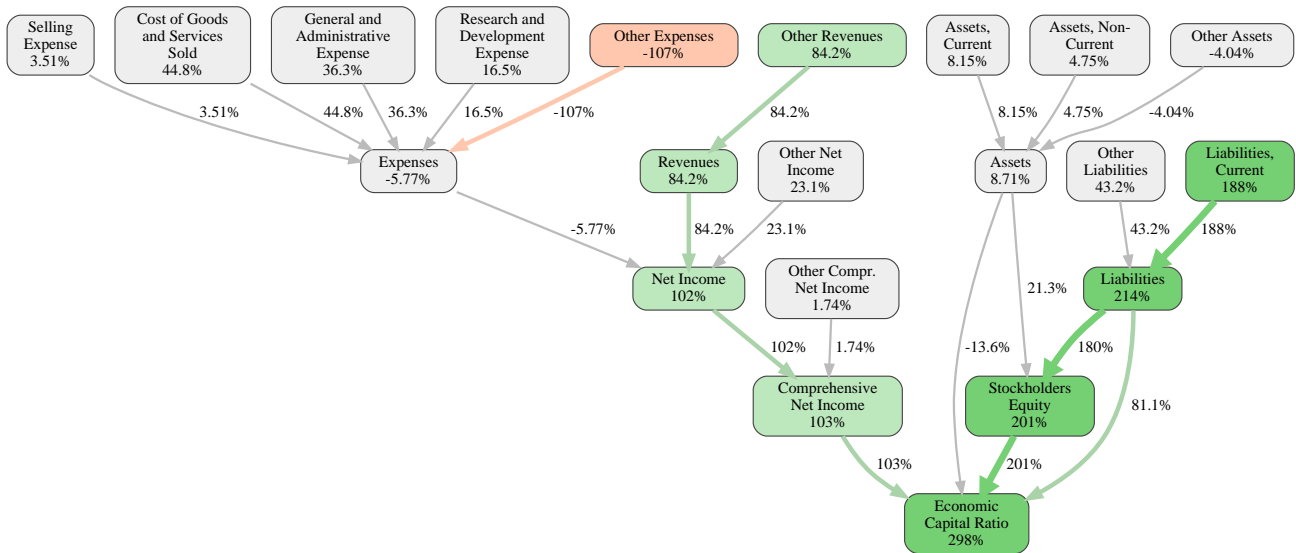 Selling
Expense
3.51%
Cost of Goods
and Services
Sold
44.8%
General and
Administrative
Expense
36.3%
Research and
Development
Expense
16.5%
Other Expenses
-107%
Other Revenues
84.2%
Assets,
Current
8.15%
Assets, Non-
Current
4.75%
Other Assets
-4.04%
3.51%
44.8%
36.3%
16.5%
-107%
84.2%
8.15%
4.75%
-4.04%
Expenses
-5.77%
Revenues
84.2%
Other Net
Income
23.1%
Assets
8.71%
Other
Liabilities
43.2%
Liabilities,
Current
188%
-5.77%
84.2%
23.1%
43.2%
188%
Net Income
102%
Other Compr.
Net Income
1.74%
21.3%
Liabilities
214%
102%
1.74%
-13.6%
180%
Comprehensive
Net Income
103%
Stockholders
Equity
201%
81.1%
103%
201%
Economic
Capital Ratio
298%